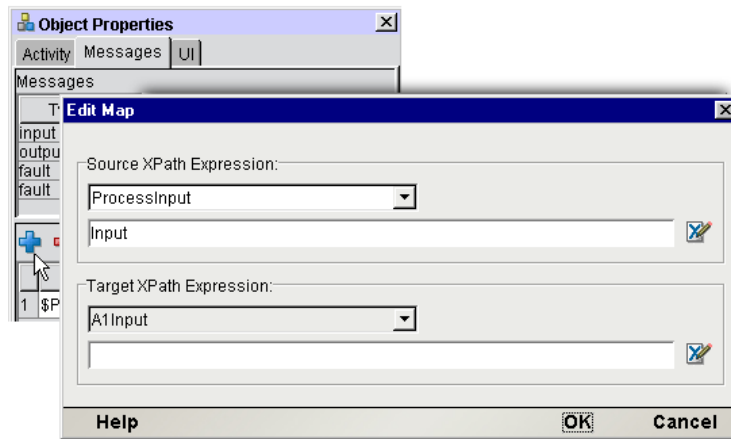 Object Properties
Activity Messages UI
Messages
input
fault
fault
1 $P
Edit Map
Source XPath Expression:
ProcessInput
Input
Target XPath Expression:
A1Input
Help OK Cancel